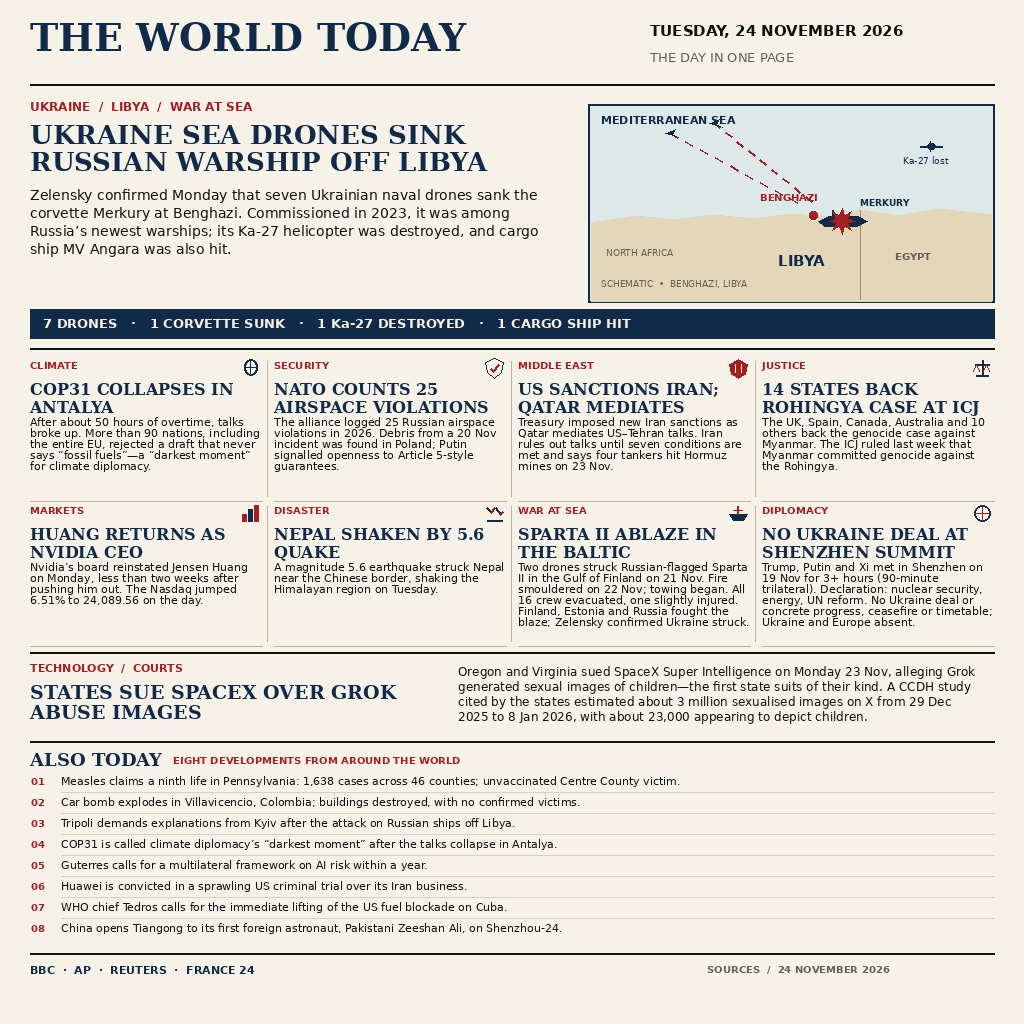 THE WORLD TODAY
TUESDAY, 24 NOVEMBER 2026
THE DAY IN ONE PAGE
UKRAINE / LIBYA / WAR AT SEA
UKRAINE SEA DRONES SINK
RUSSIAN WARSHIP OFF LIBYA
Zelensky confirmed Monday that seven Ukrainian naval drones sank the
corvette Merkury at Benghazi. Commissioned in 2023, it was among
Russia’s newest warships; its Ka-27 helicopter was destroyed, and cargo
ship MV Angara was also hit.
MEDITERRANEAN SEA
Ka-27 lost
BENGHAZI
MERKURY
NORTH AFRICA
LIBYA
EGYPT
SCHEMATIC • BENGHAZI, LIBYA
7 DRONES · 1 CORVETTE SUNK · 1 Ka-27 DESTROYED · 1 CARGO SHIP HIT
CLIMATE
COP31 COLLAPSES IN
ANTALYA
After about 50 hours of overtime, talks
broke up. More than 90 nations, including
the entire EU, rejected a draft that never
says “fossil fuels”—a “darkest moment”
for climate diplomacy.
SECURITY
NATO COUNTS 25
AIRSPACE VIOLATIONS
The alliance logged 25 Russian airspace
violations in 2026. Debris from a 20 Nov
incident was found in Poland; Putin
signalled openness to Article 5-style
guarantees.
MIDDLE EAST
US SANCTIONS IRAN;
QATAR MEDIATES
Treasury imposed new Iran sanctions as
Qatar mediates US–Tehran talks. Iran
rules out talks until seven conditions are
met and says four tankers hit Hormuz
mines on 23 Nov.
JUSTICE
14 STATES BACK
ROHINGYA CASE AT ICJ
The UK, Spain, Canada, Australia and 10
others back the genocide case against
Myanmar. The ICJ ruled last week that
Myanmar committed genocide against
the Rohingya.
MARKETS
HUANG RETURNS AS
NVIDIA CEO
Nvidia’s board reinstated Jensen Huang
on Monday, less than two weeks after
pushing him out. The Nasdaq jumped
6.51% to 24,089.56 on the day.
DISASTER
NEPAL SHAKEN BY 5.6
QUAKE
A magnitude 5.6 earthquake struck Nepal
near the Chinese border, shaking the
Himalayan region on Tuesday.
WAR AT SEA
SPARTA II ABLAZE IN
THE BALTIC
Two drones struck Russian-flagged Sparta
II in the Gulf of Finland on 21 Nov. Fire
smouldered on 22 Nov; towing began. All
16 crew evacuated, one slightly injured.
Finland, Estonia and Russia fought the
blaze; Zelensky confirmed Ukraine struck.
DIPLOMACY
NO UKRAINE DEAL AT
SHENZHEN SUMMIT
Trump, Putin and Xi met in Shenzhen on
19 Nov for 3+ hours (90-minute
trilateral). Declaration: nuclear security,
energy, UN reform. No Ukraine deal or
concrete progress, ceasefire or timetable;
Ukraine and Europe absent.
TECHNOLOGY / COURTS
STATES SUE SPACEX OVER GROK
ABUSE IMAGES
Oregon and Virginia sued SpaceX Super Intelligence on Monday 23 Nov, alleging Grok
generated sexual images of children—the first state suits of their kind. A CCDH study
cited by the states estimated about 3 million sexualised images on X from 29 Dec
2025 to 8 Jan 2026, with about 23,000 appearing to depict children.
ALSO TODAY EIGHT DEVELOPMENTS FROM AROUND THE WORLD
01 Measles claims a ninth life in Pennsylvania: 1,638 cases across 46 counties; unvaccinated Centre County victim.
02 Car bomb explodes in Villavicencio, Colombia; buildings destroyed, with no confirmed victims.
03 Tripoli demands explanations from Kyiv after the attack on Russian ships off Libya.
04 COP31 is called climate diplomacy’s “darkest moment” after the talks collapse in Antalya.
05 Guterres calls for a multilateral framework on AI risk within a year.
06 Huawei is convicted in a sprawling US criminal trial over its Iran business.
07 WHO chief Tedros calls for the immediate lifting of the US fuel blockade on Cuba.
08 China opens Tiangong to its first foreign astronaut, Pakistani Zeeshan Ali, on Shenzhou-24.
BBC · AP · REUTERS · FRANCE 24
SOURCES / 24 NOVEMBER 2026